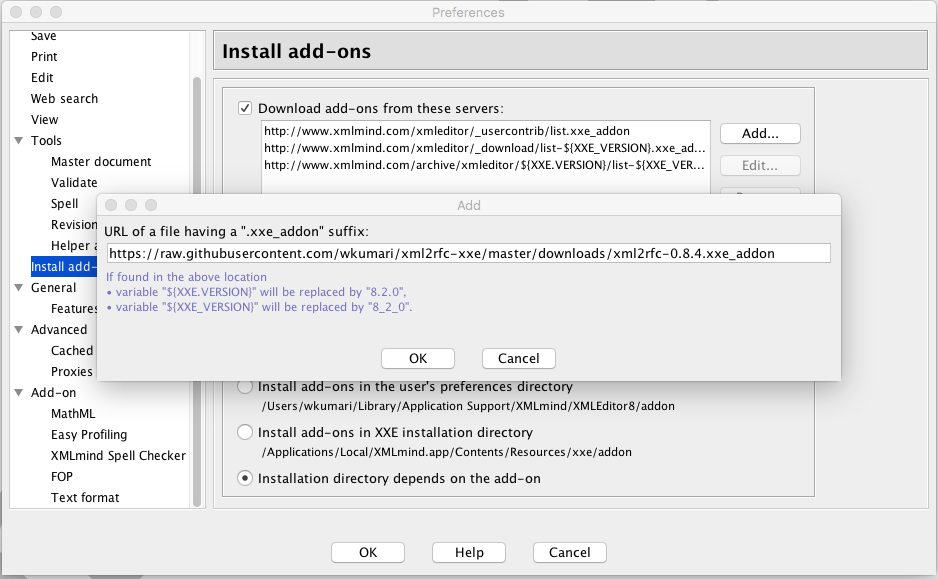 Preferences
Save
Print
Edit
Web search
View
Tools
Master document
Validate
Spell
Revision
Helper
Install add-
General
Features
Advanced
Cached
Proxies
Add-on
MathML
Easy Profiling
XMLmind Spell Checker
FOP
Text format
Install add-ons
Download add-ons from these servers:
http://www.xmlmind.com/xmleditor/_usercontrib/list.xxe_addon
http://www.xmlmind.com/xmleditor/_download/list-${XXE_VERSION}.xxe_ad...
http://www.xmlmind.com/archive/xmleditor/${XXE.VERSION}/list-${XXE_VER...
Add...
Edit...
Add
URL of a file having a ".xxe_addon" suffix:
https://raw.githubusercontent.com/wkumari/xml2rfc-xxe/master/downloads/xml2rfc-0.8.4.xxe_addon
If found in the above location
• variable "${XXE.VERSION}" will be replaced by "8.2.0",
• variable "${XXE_VERSION}" will be replaced by "8_2_0".
OK
Cancel
Install add-ons in the user's preferences directory
/Users/wkumari/Library/Application Support/XMLmind/XMLEditor8/addon
Install add-ons in XXE installation directory
/Applications/Local/XMLmind.app/Contents/Resources/xxe/addon
Installation directory depends on the add-on
OK
Help
Cancel